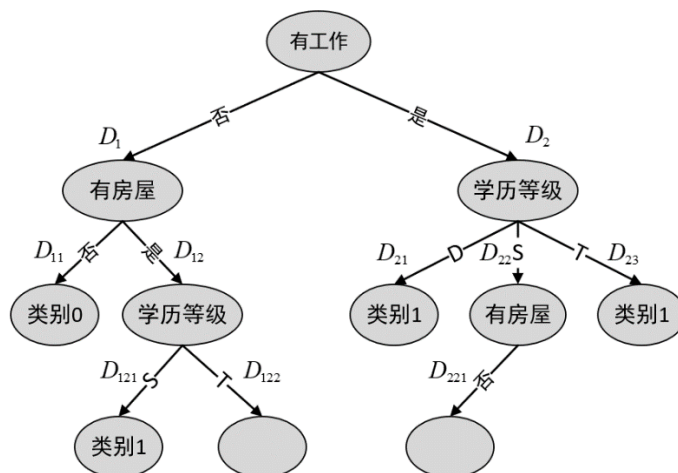 有工作
否
是
D₁
D₂
有房屋
学历等级
D₁₁
否
是
D₁₂
D₂₁
D
D₂₂
S
T
D₂₃
类别0
学历等级
类别1
有房屋
类别1
D₁₂₁
S
T
D₁₂₂
D₂₂₁
否
类别1